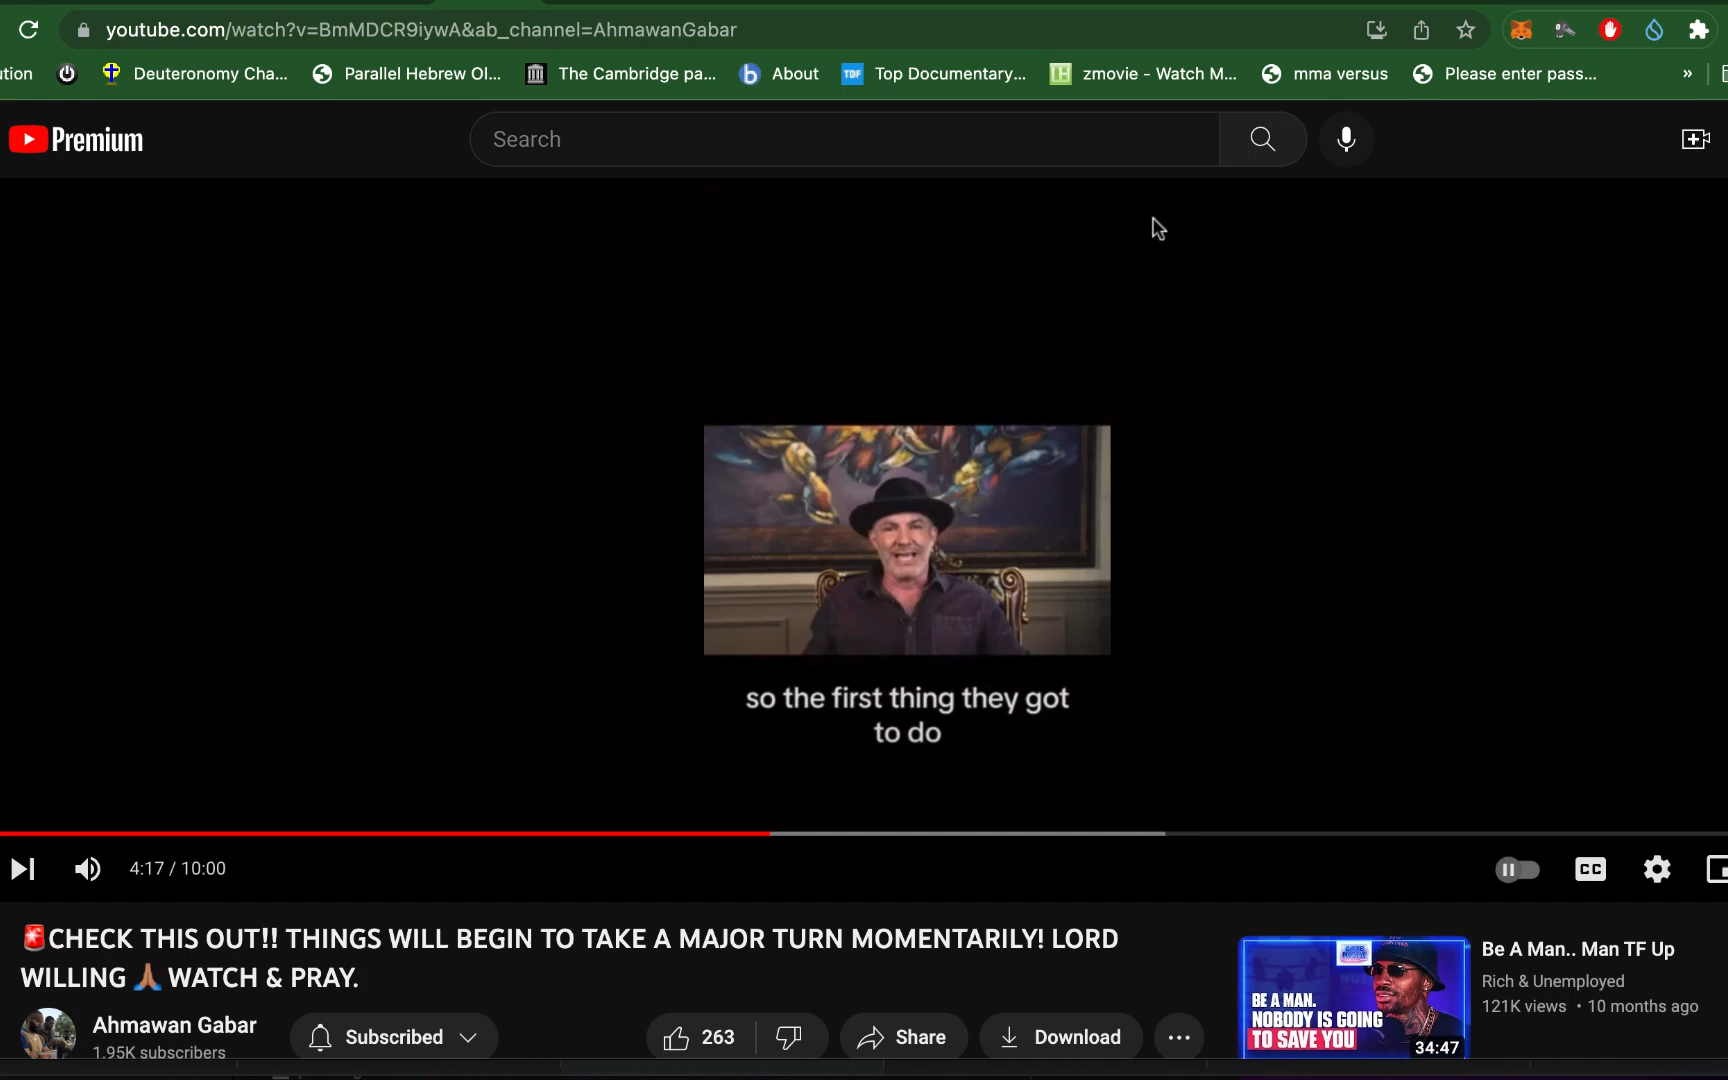 youtube.com/watch?v=BmMDCR9iywA&ab_channel=AhmawanGabar
ution Deuteronomy Cha... Parallel Hebrew Ol... The Cambridge pa... b About TDF Top Documentary... LH zmovie - Watch M... mma versus Please enter pass... »
Premium
Search
so the first thing they got
to do
4:17 / 10:00
CC
🚨CHECK THIS OUT!! THINGS WILL BEGIN TO TAKE A MAJOR TURN MOMENTARILY! LORD
WILLING 🙏🏾 WATCH & PRAY.
Ahmawan Gabar
1.95K subscribers
Subscribed
263
Share
Download
BE A MAN.
NOBODY IS GOING
TO SAVE YOU
34:47
Be A Man.. Man TF Up
Rich & Unemployed
121K views • 10 months ago